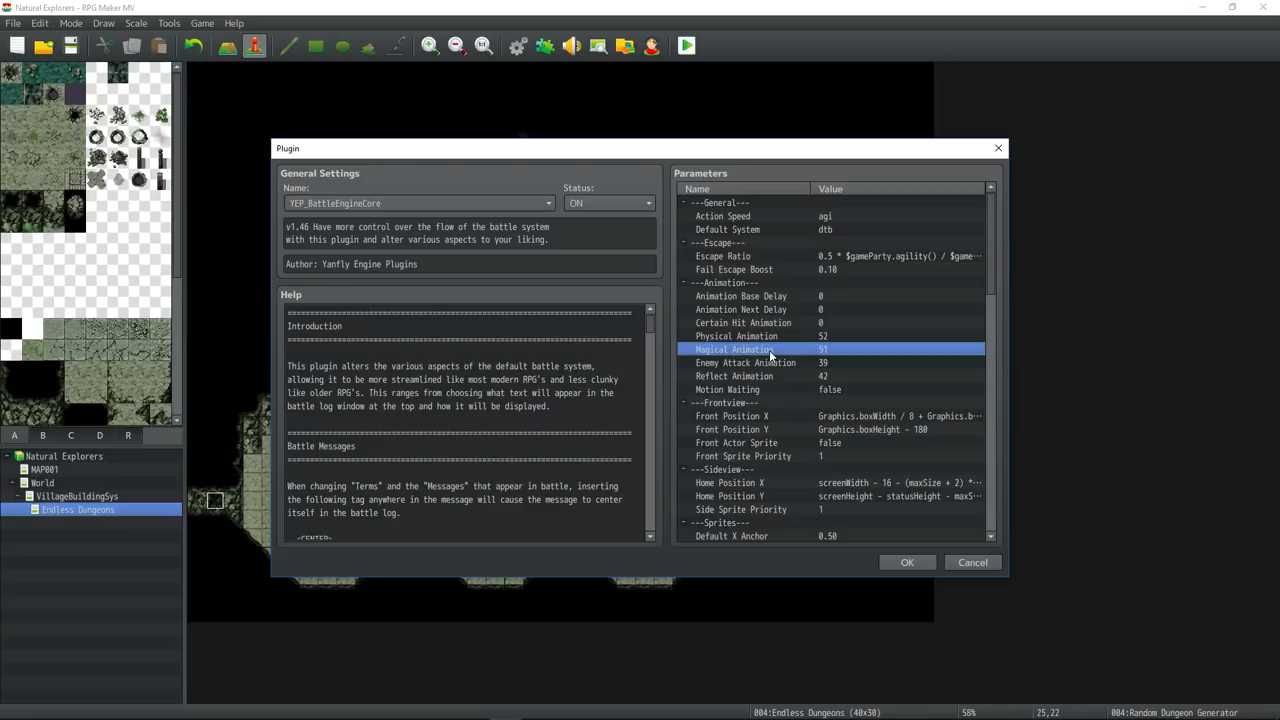 Natural Explorers - RPG Maker MV
File Edit Mode Draw Scale Tools Game Help
Plugin
General Settings
Name: Status:
YEP_BattleEngineCore ON
v1.46 Have more control over the flow of the battle system
with this plugin and alter various aspects to your liking.
Author: Yanfly Engine Plugins
Help
==============================================================================
Introduction
==============================================================================
This plugin alters the various aspects of the default battle system,
allowing it to be more streamlined like most modern RPG's and less clunky
like older RPG's. This ranges from choosing what text will appear in the
battle log window at the top and how it will be displayed.
==============================================================================
Battle Messages
==============================================================================
When changing "Terms" and the "Messages" that appear in battle, inserting
the following tag anywhere in the message will cause the message to center
itself in the battle log.
<CENTER>
Parameters
Name Value
---General---
Action Speed agi
Default System dtb
---Escape---
Escape Ratio 0.5 * $gameParty.agility() / $game···
Fail Escape Boost 0.10
---Animation---
Animation Base Delay 0
Animation Next Delay 0
Certain Hit Animation 0
Physical Animation 52
Magical Animation 51
Enemy Attack Animation 39
Reflect Animation 42
Motion Waiting false
---Frontview---
Front Position X Graphics.boxWidth / 8 + Graphics.b···
Front Position Y Graphics.boxHeight - 180
Front Actor Sprite false
Front Sprite Priority 1
---Sideview---
Home Position X screenWidth - 16 - (maxSize + 2) *···
Home Position Y screenHeight - statusHeight - maxS···
Side Sprite Priority 1
---Sprites---
Default X Anchor 0.50
OK Cancel
A B C D R
Natural Explorers
MAP001
World
VillageBuildingSys
Endless Dungeons
004:Endless Dungeons (40x30) 58% 25,22 004:Random Dungeon Generator